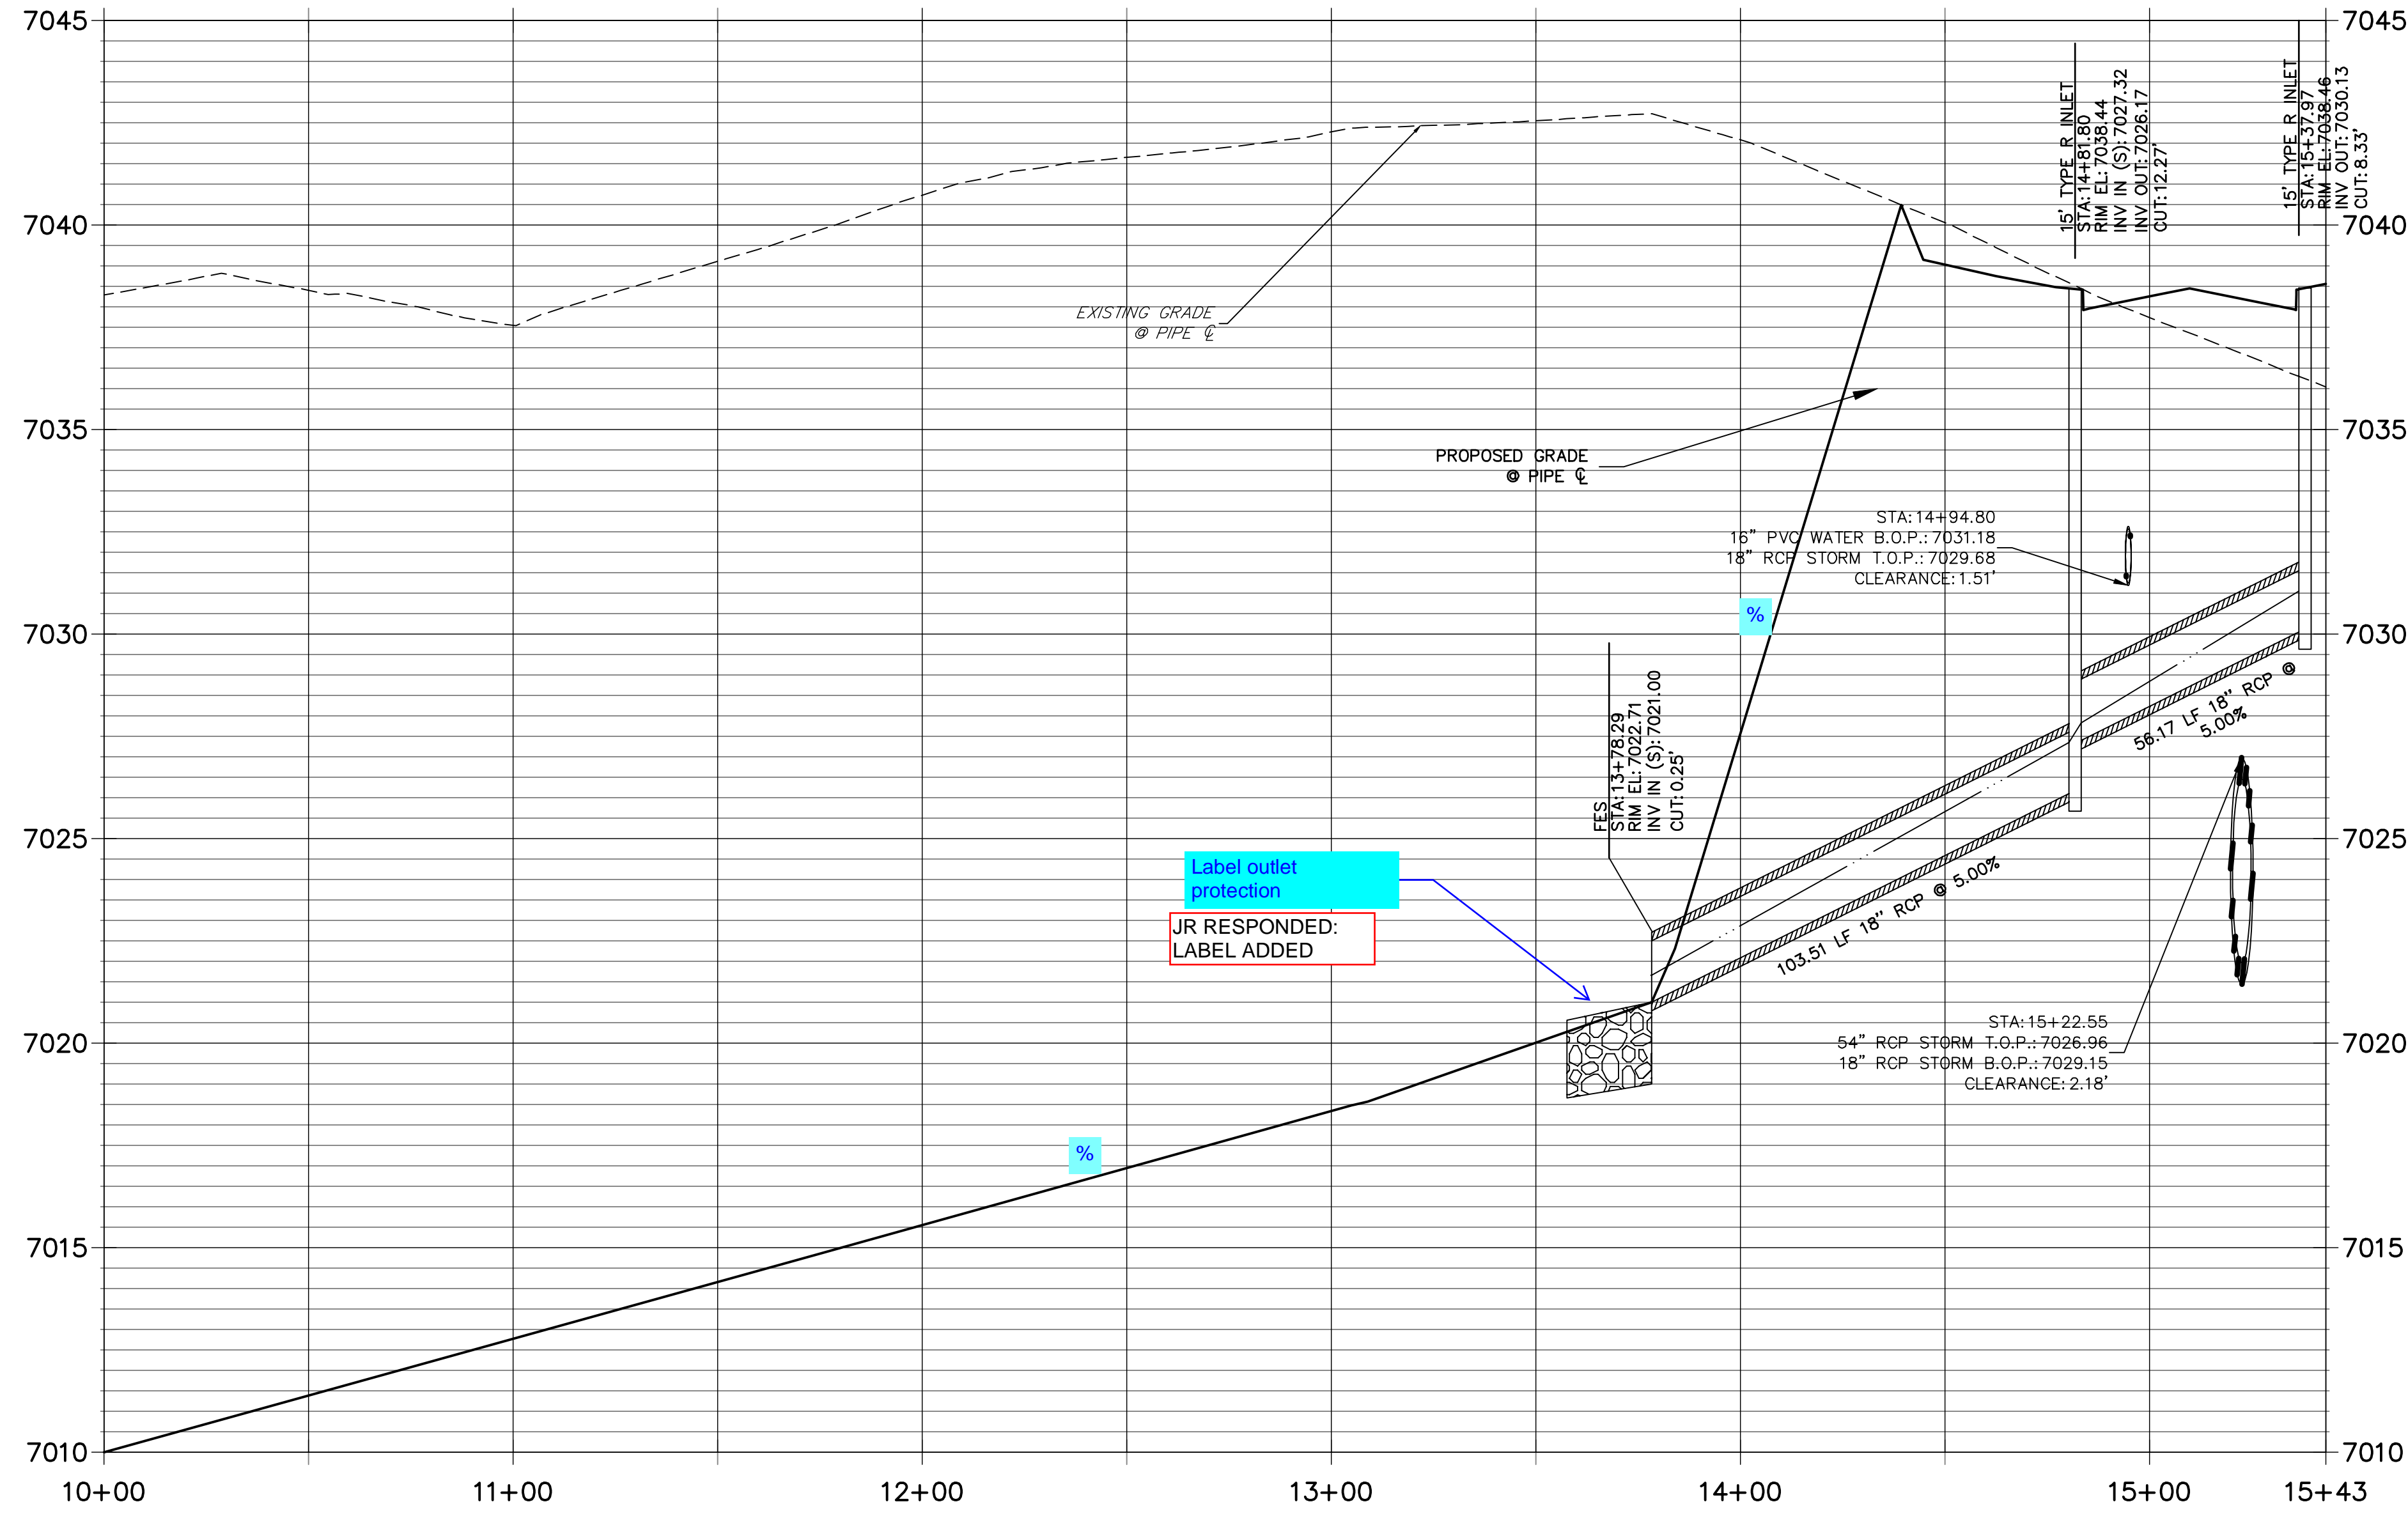 7045
7045
7040
7040
7035
7035
7030
7030
7025
7025
7020
7020
7015
7015
7010
7010
15' TYPE R INLET
STA:14+81.80
RIM EL:7038.44
INV IN (S):7027.32
INV OUT:7026.17
CUT:12.27'
15' TYPE R INLET
STA:15+37.97
RIM EL:7038.46
INV OUT:7030.13
CUT:8.33'
EXISTING GRADE
@ PIPE ℄
PROPOSED GRADE
@ PIPE ℄
STA:14+94.80
16" PVC WATER B.O.P.:7031.18
18" RCP STORM T.O.P.:7029.68
CLEARANCE:1.51'
%
FES
STA:13+78.29
RIM EL:7022.71
INV IN (S):7021.00
CUT:0.25'
56.17 LF 18" RCP @
5.00%
103.51 LF 18" RCP @ 5.00%
Label outlet
protection
JR RESPONDED:
LABEL ADDED
STA:15+22.55
54" RCP STORM T.O.P.:7026.96
18" RCP STORM B.O.P.:7029.15
CLEARANCE:2.18'
%
10+00
11+00
12+00
13+00
14+00
15+00
15+43